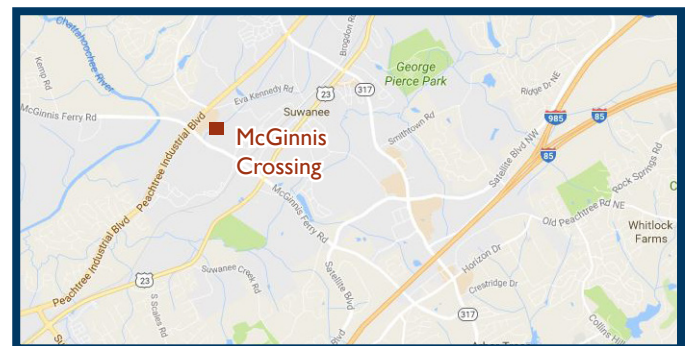 Chattahoochee River
Kemp Rd
Brogdon Rd
George
Pierce Park
Ridge Dr NE
Eva Kennedy Rd
23
317
Suwanee
985
85
McGinnis Ferry Rd
Peachtree Industrial Blvd
McGinnis
Crossing
Smithtown Rd
Satellite Blvd NW
85
Rock Springs Rd
McGinnis Ferry Rd
Old Peachtree Rd NE
Whitlock
Farms
Peachtree Industrial Blvd
Suwanee Creek Rd
23
S Scales Rd
Satellite Blvd
Horizon Dr
Crestridge Dr
317
Collins Hill